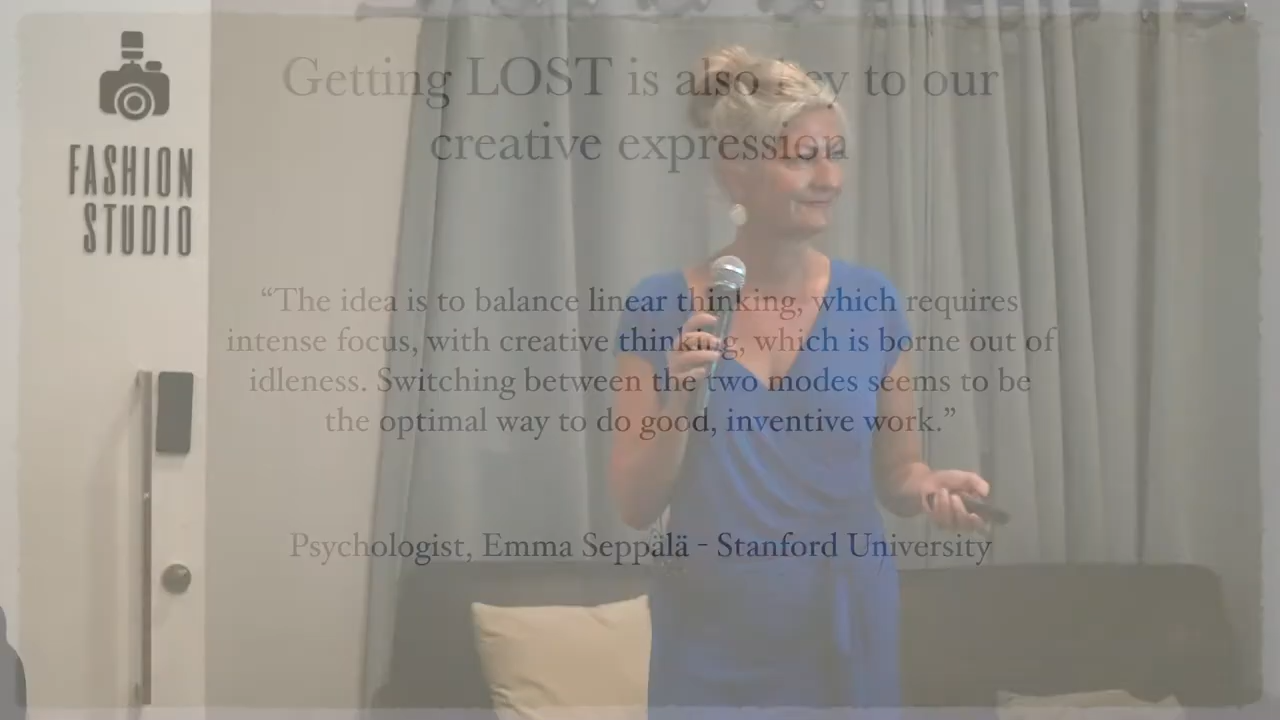 FASHION
STUDIO
Getting LOST is also key to our
creative expression
“The idea is to balance linear thinking, which requires
intense focus, with creative thinking, which is borne out of
idleness. Switching between the two modes seems to be
the optimal way to do good, inventive work.”
Psychologist, Emma Seppälä - Stanford University